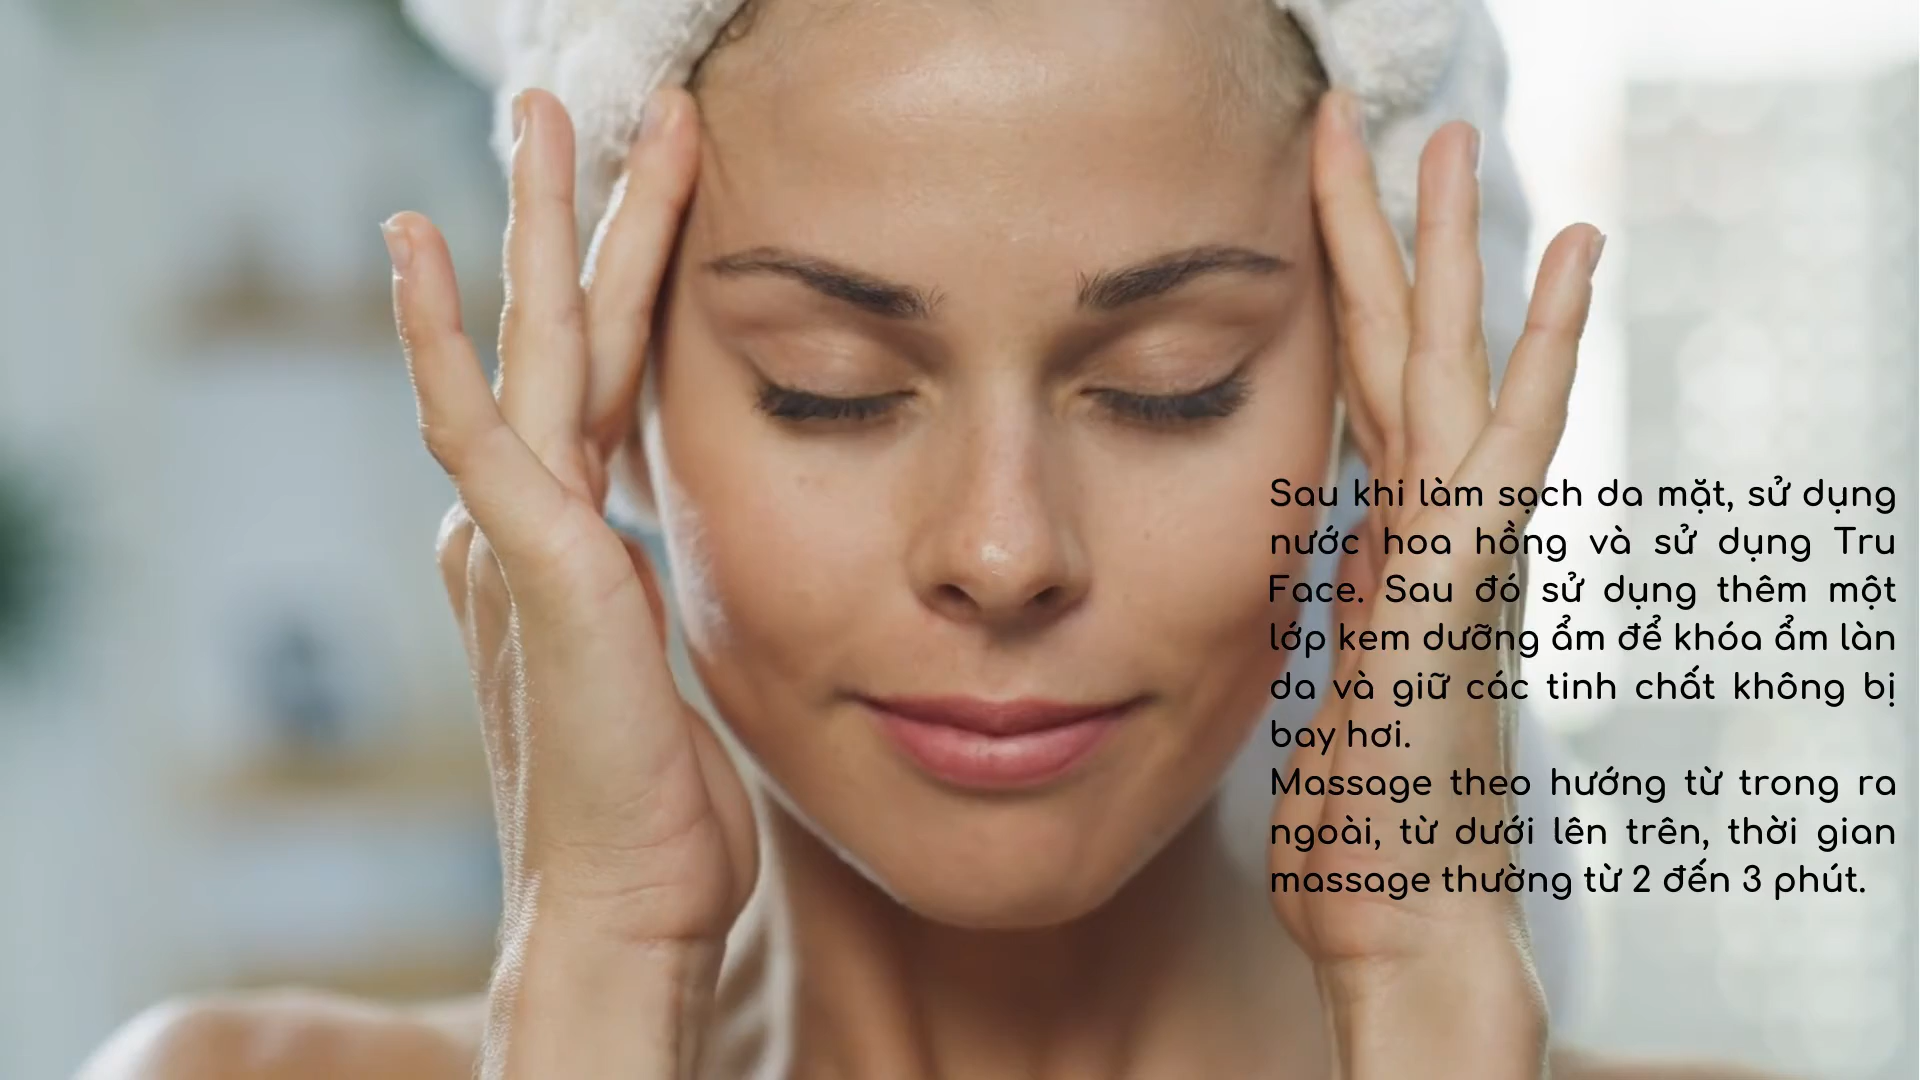 Sau khi làm sạch da mặt, sử dụng
nước hoa hồng và sử dụng Tru
Face. Sau đó sử dụng thêm một
lớp kem dưỡng ẩm để khóa ẩm làn
da và giữ các tinh chất không bị
bay hơi.
Massage theo hướng từ trong ra
ngoài, từ dưới lên trên, thời gian
massage thường từ 2 đến 3 phút.